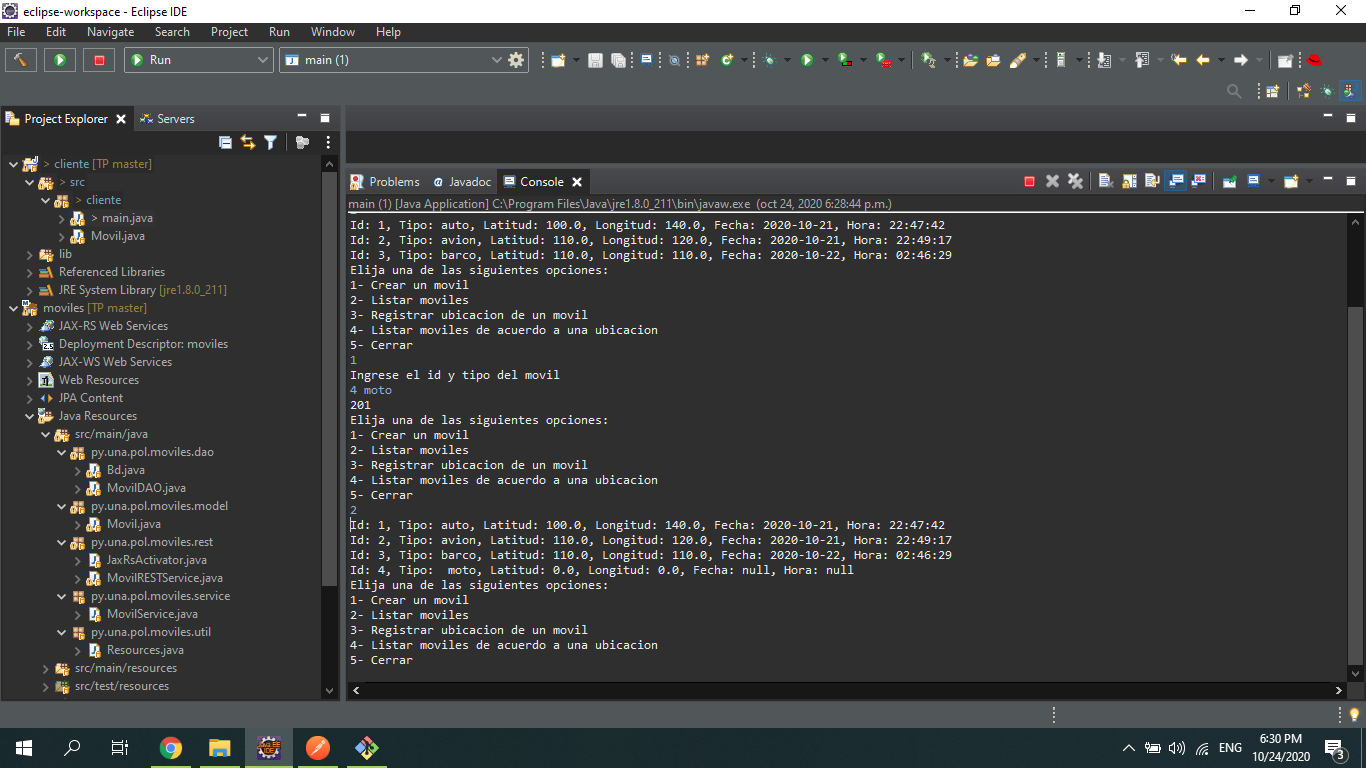 eclipse-workspace - Eclipse IDE
File Edit Navigate Search Project Run Window Help
Run main (1)
Project Explorer Servers
> cliente [TP master]
> src
> cliente
> main.java
Movil.java
lib
Referenced Libraries
JRE System Library [jre1.8.0_211]
moviles [TP master]
JAX-RS Web Services
Deployment Descriptor: moviles
JAX-WS Web Services
Web Resources
JPA Content
Java Resources
src/main/java
py.una.pol.moviles.dao
Bd.java
MovilDAO.java
py.una.pol.moviles.model
Movil.java
py.una.pol.moviles.rest
JaxRsActivator.java
MovilRESTService.java
py.una.pol.moviles.service
MovilService.java
py.una.pol.moviles.util
Resources.java
src/main/resources
src/test/resources
Problems Javadoc Console
main (1) [Java Application] C:\Program Files\Java\jre1.8.0_211\bin\javaw.exe (oct 24, 2020 6:28:44 p.m.)
Id: 1, Tipo: auto, Latitud: 100.0, Longitud: 140.0, Fecha: 2020-10-21, Hora: 22:47:42
Id: 2, Tipo: avion, Latitud: 110.0, Longitud: 120.0, Fecha: 2020-10-21, Hora: 22:49:17
Id: 3, Tipo: barco, Latitud: 110.0, Longitud: 110.0, Fecha: 2020-10-22, Hora: 02:46:29
Elija una de las siguientes opciones:
1- Crear un movil
2- Listar moviles
3- Registrar ubicacion de un movil
4- Listar moviles de acuerdo a una ubicacion
5- Cerrar
1
Ingrese el id y tipo del movil
4 moto
201
Elija una de las siguientes opciones:
1- Crear un movil
2- Listar moviles
3- Registrar ubicacion de un movil
4- Listar moviles de acuerdo a una ubicacion
5- Cerrar
2
Id: 1, Tipo: auto, Latitud: 100.0, Longitud: 140.0, Fecha: 2020-10-21, Hora: 22:47:42
Id: 2, Tipo: avion, Latitud: 110.0, Longitud: 120.0, Fecha: 2020-10-21, Hora: 22:49:17
Id: 3, Tipo: barco, Latitud: 110.0, Longitud: 110.0, Fecha: 2020-10-22, Hora: 02:46:29
Id: 4, Tipo:  moto, Latitud: 0.0, Longitud: 0.0, Fecha: null, Hora: null
Elija una de las siguientes opciones:
1- Crear un movil
2- Listar moviles
3- Registrar ubicacion de un movil
4- Listar moviles de acuerdo a una ubicacion
5- Cerrar
ENG
6:30 PM
10/24/2020
3